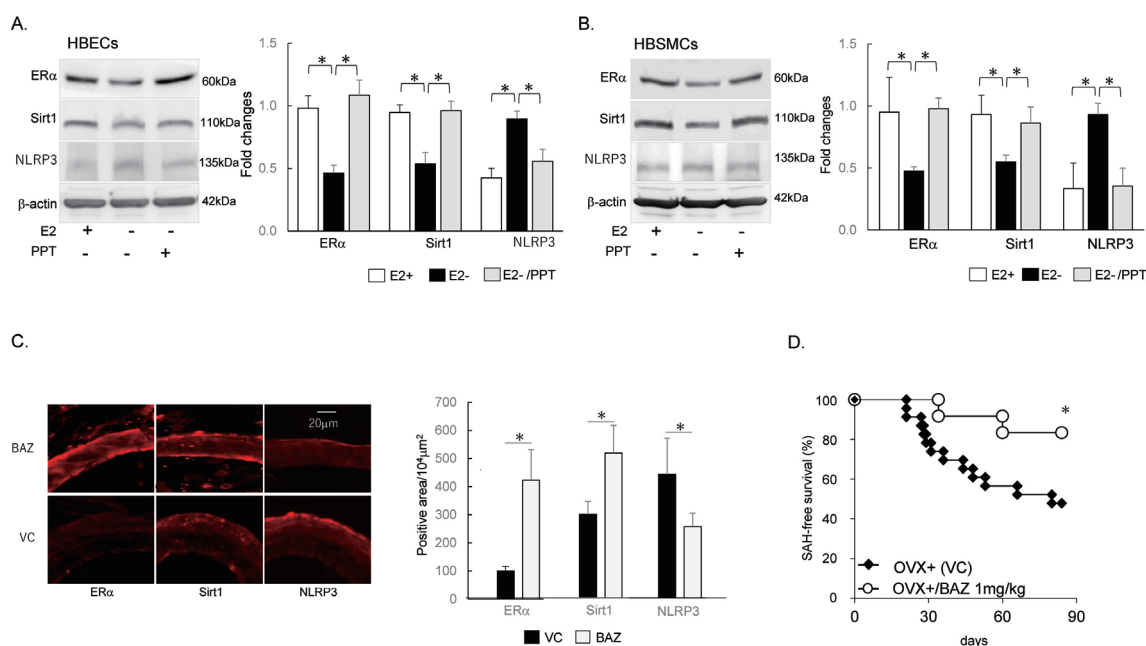 A.
HBECs
ERα
60kDa
Sirt1
110kDa
NLRP3
135kDa
β-actin
42kDa
E2 + - -
PPT - - +
Fold changes
1.5
1.0
0.5
0.0
* * * * * *
ERα Sirt1 NLRP3
E2+ E2- E2-/PPT
B.
HBSMCs
ERα
60kDa
Sirt1
110kDa
NLRP3
135kDa
β-actin
42kDa
E2 + - -
PPT - - +
Fold changes
1.5
1.0
0.5
0.0
* * * * * *
ERα Sirt1 NLRP3
E2+ E2- E2-/PPT
C.
20μm
BAZ
VC
ERα Sirt1 NLRP3
Positive area/10⁴μm²
700
600
500
400
300
200
100
0
* * *
ERα Sirt1 NLRP3
VC BAZ
D.
SAH-free survival (%)
100
80
60
40
20
0
*
OVX+ (VC)
OVX+/BAZ 1mg/kg
0 30 60 90
days